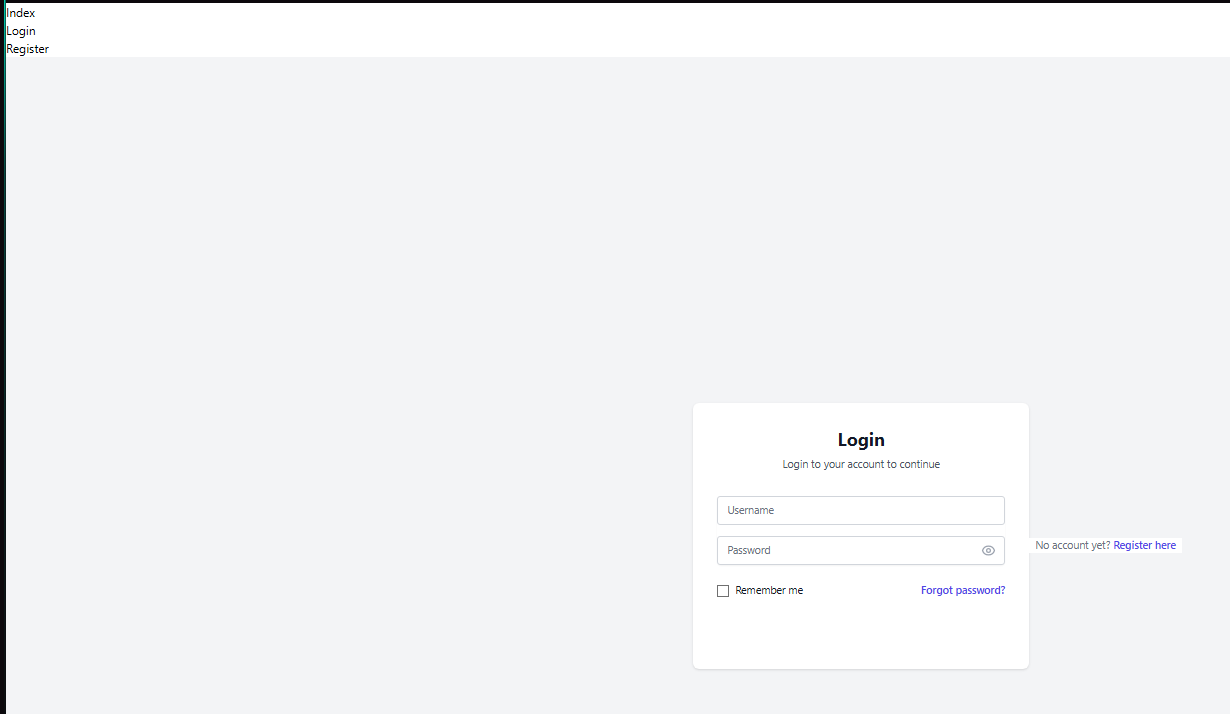 Index
Login
Register
Login
Login to your account to continue
Username
Password
No account yet? Register here
Remember me
Forgot password?